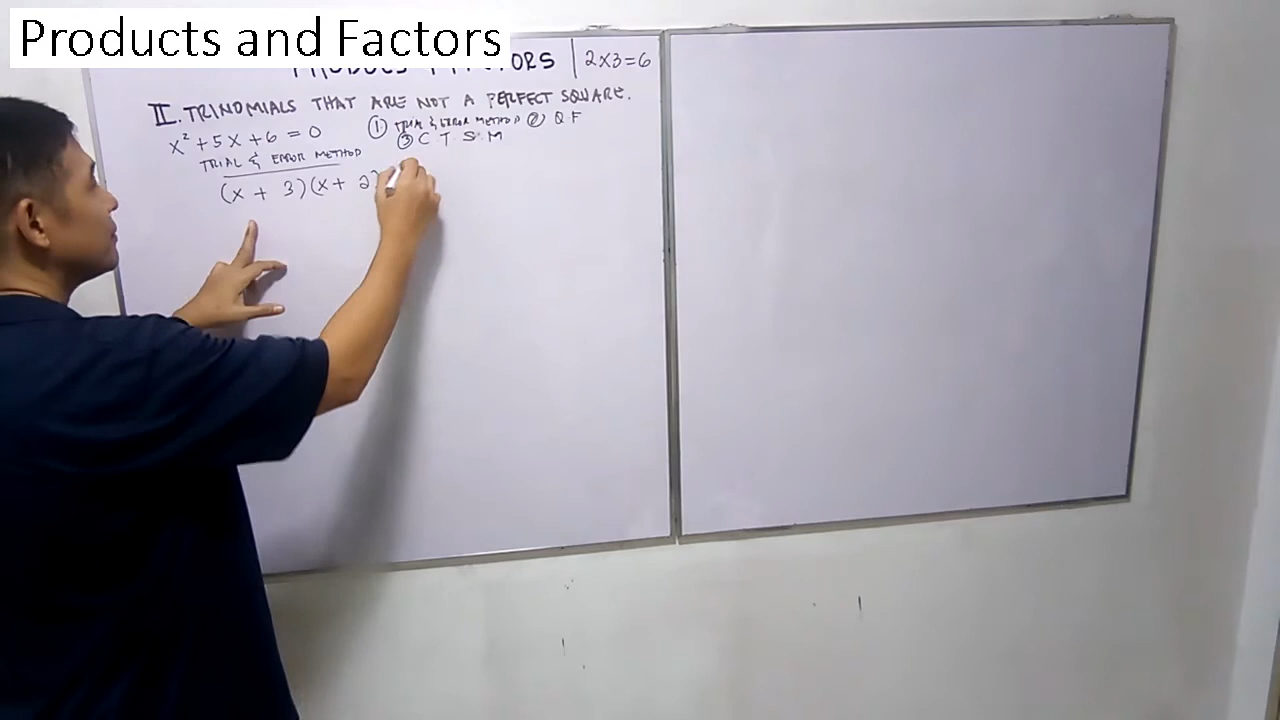 Products and Factors
2x3=6
II. TRINOMIALS THAT ARE NOT A PERFECT SQUARE.
x² + 5x + 6 = 0 ① TRIAL & ERROR METHOD ② Q F
③ C T S M
TRIAL & ERROR METHOD
(x + 3)(x + 2)